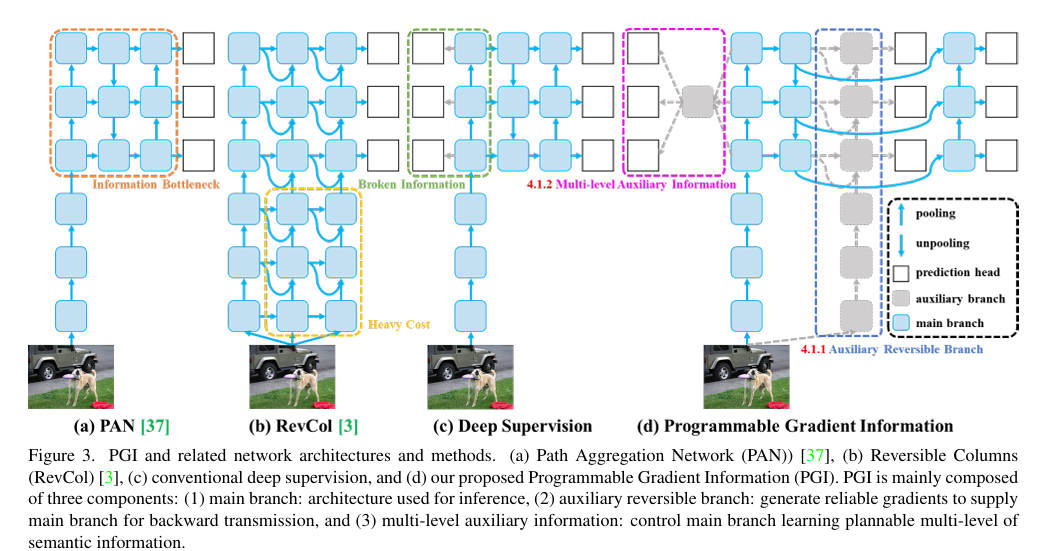 Information Bottleneck
Broken Information
4.1.2 Multi-level Auxiliary Information
pooling
unpooling
prediction head
auxiliary branch
main branch
Heavy Cost
4.1.1 Auxiliary Reversible Branch
(a) PAN [37]
(b) RevCol [3]
(c) Deep Supervision
(d) Programmable Gradient Information
Figure 3. PGI and related network architectures and methods. (a) Path Aggregation Network (PAN)) [37], (b) Reversible Columns
(RevCol) [3], (c) conventional deep supervision, and (d) our proposed Programmable Gradient Information (PGI). PGI is mainly composed
of three components: (1) main branch: architecture used for inference, (2) auxiliary reversible branch: generate reliable gradients to supply
main branch for backward transmission, and (3) multi-level auxiliary information: control main branch learning plannable multi-level of
semantic information.